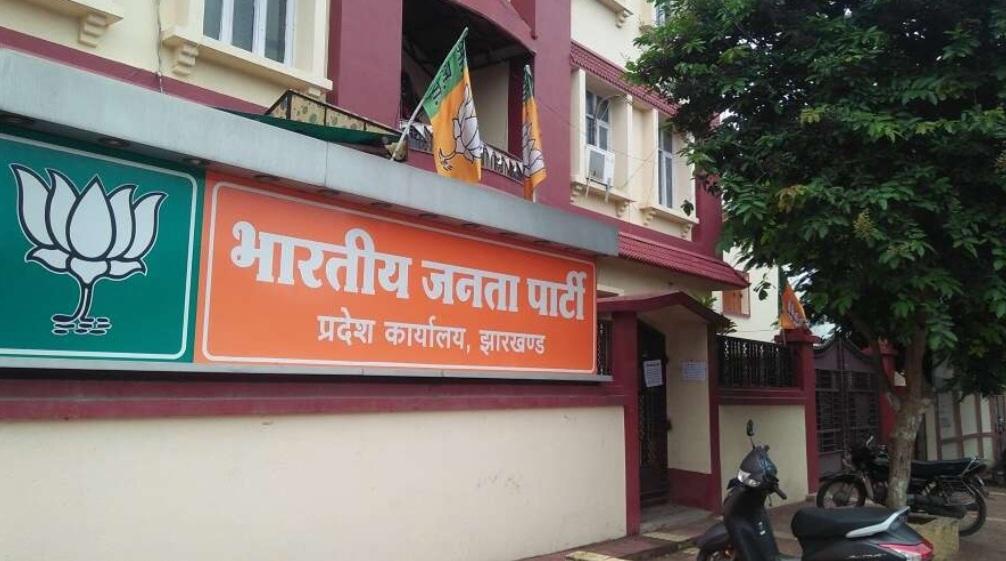 भारतीय जनता पार्टी
प्रदेश कार्यालय, झारखण्ड